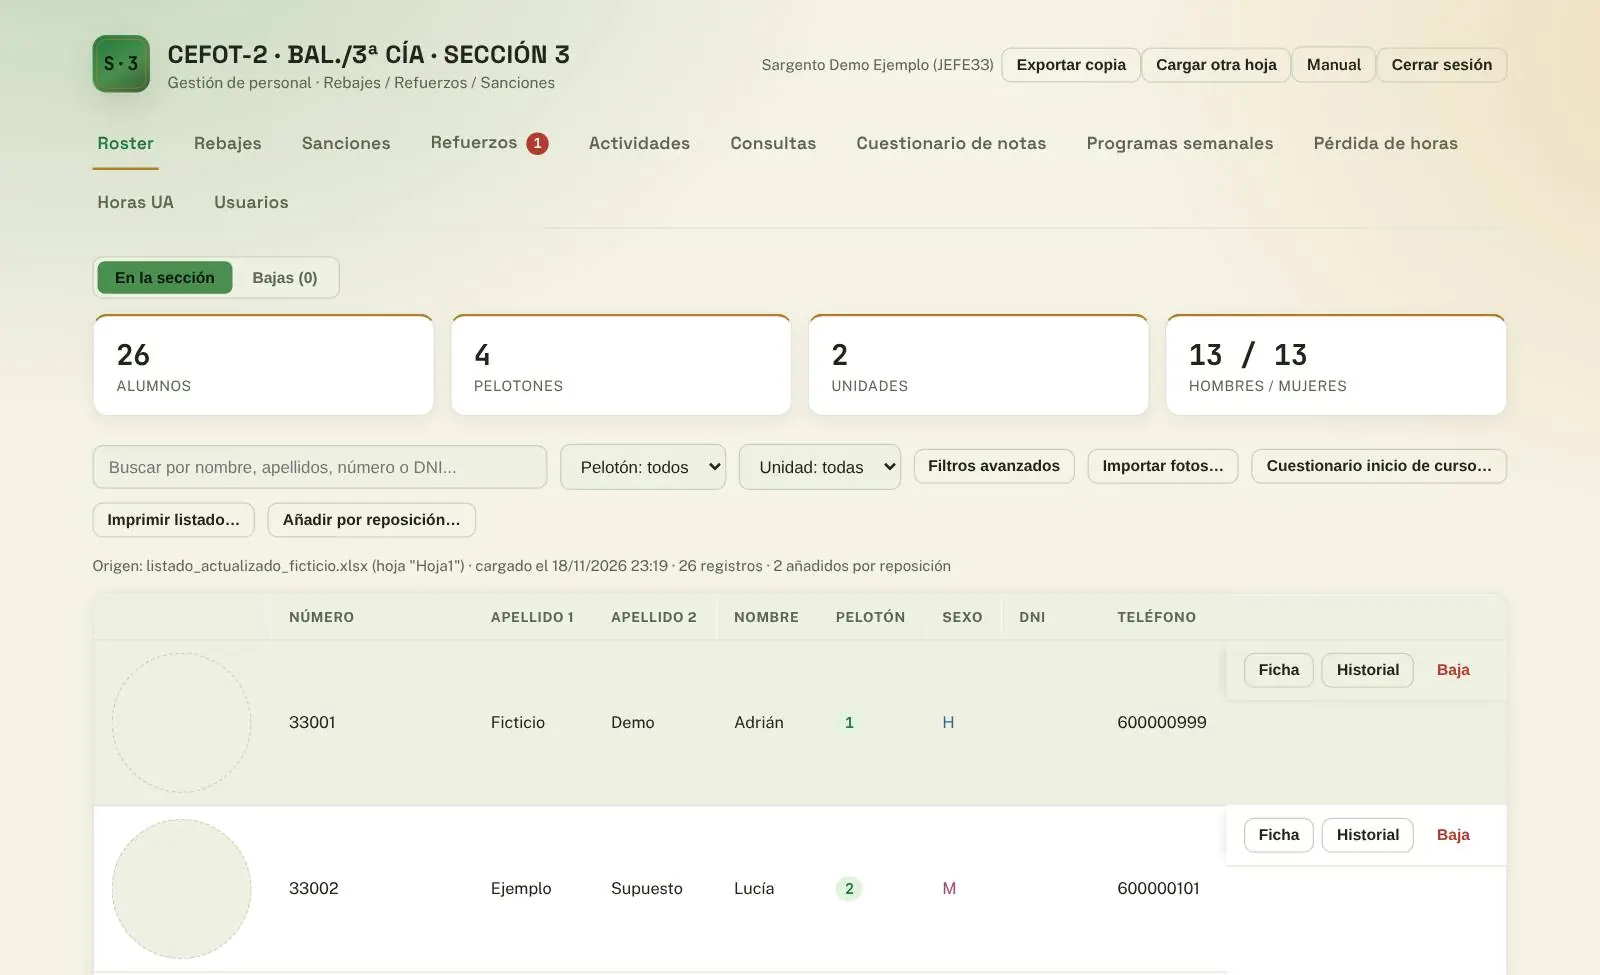 S·3
CEFOT-2 · BAL./3ª CÍA · SECCIÓN 3
Gestión de personal · Rebajes / Refuerzos / Sanciones
Sargento Demo Ejemplo (JEFE33) Exportar copia Cargar otra hoja Manual Cerrar sesión
Roster Rebajes Sanciones Refuerzos 1 Actividades Consultas Cuestionario de notas Programas semanales Pérdida de horas
Horas UA Usuarios
En la sección Bajas (0)
26 4 2 13 / 13
ALUMNOS PELOTONES UNIDADES HOMBRES / MUJERES
Buscar por nombre, apellidos, número o DNI... Pelotón: todos Unidad: todas Filtros avanzados Importar fotos... Cuestionario inicio de curso...
Imprimir listado... Añadir por reposición...
Origen: listado_actualizado_ficticio.xlsx (hoja "Hoja1") · cargado el 18/11/2026 23:19 · 26 registros · 2 añadidos por reposición
NÚMERO APELLIDO 1 APELLIDO 2 NOMBRE PELOTÓN SEXO DNI TELÉFONO
Ficha Historial Baja
33001 Ficticio Demo Adrián 1 H 600000999
Ficha Historial Baja
33002 Ejemplo Supuesto Lucía 2 M 600000101